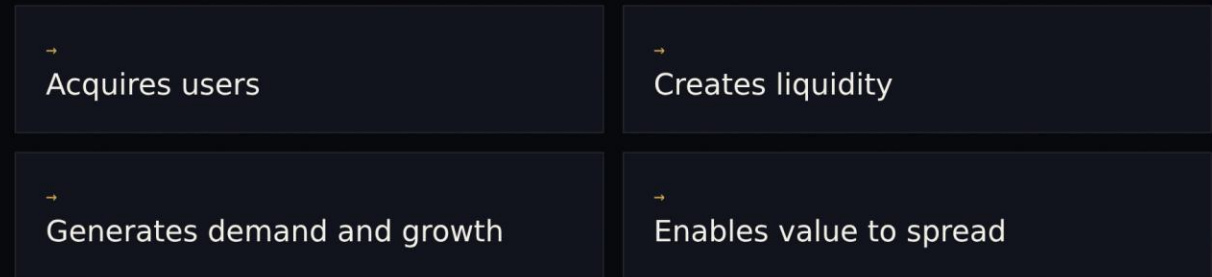 →
Acquires users
→
Creates liquidity
→
Generates demand and growth
→
Enables value to spread